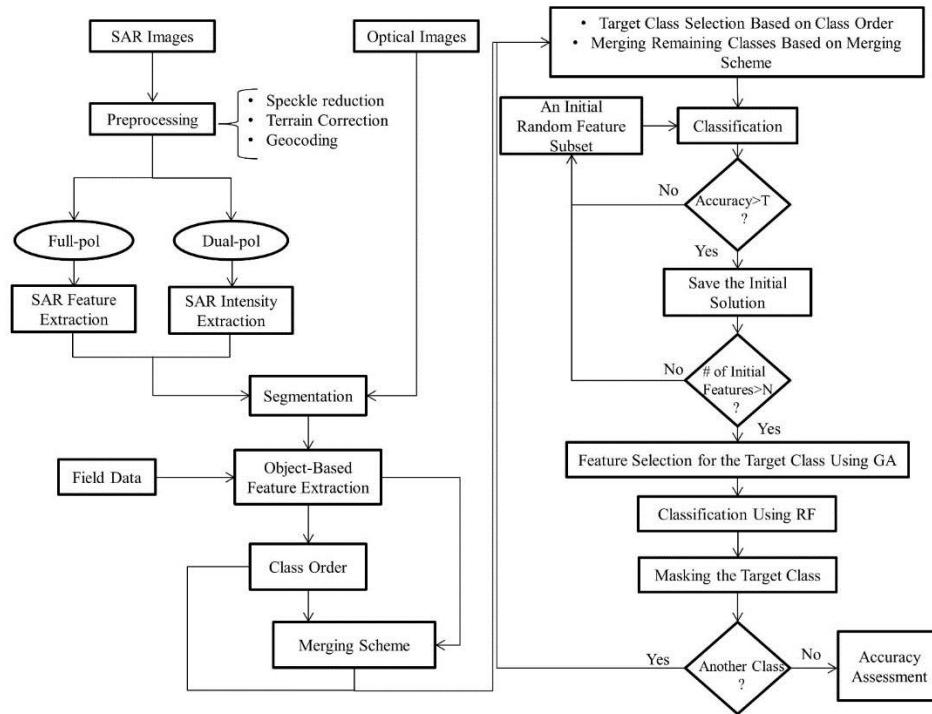 SAR Images
Optical Images
Preprocessing
• Speckle reduction
• Terrain Correction
• Geocoding
Full-pol
Dual-pol
SAR Feature
Extraction
SAR Intensity
Extraction
Segmentation
Field Data
Object-Based
Feature Extraction
Class Order
Merging Scheme
• Target Class Selection Based on Class Order
• Merging Remaining Classes Based on Merging
Scheme
An Initial
Random Feature
Subset
Classification
No
Accuracy>T
?
Yes
Save the Initial
Solution
No
# of Initial
Features>N
?
Yes
Feature Selection for the Target Class Using GA
Classification Using RF
Masking the Target Class
Yes
Another Class
?
No
Accuracy
Assessment